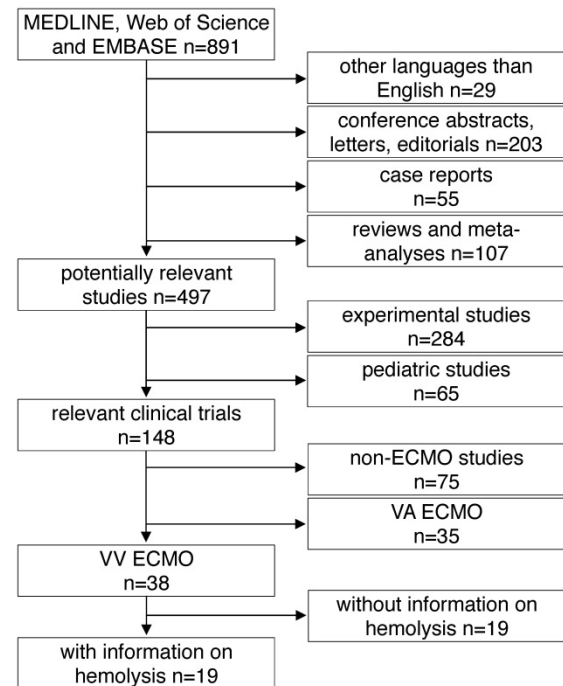 MEDLINE, Web of Science
and EMBASE n=891
other languages than
English n=29
conference abstracts,
letters, editorials n=203
case reports
n=55
reviews and meta-
analyses n=107
potentially relevant
studies n=497
experimental studies
n=284
pediatric studies
n=65
relevant clinical trials
n=148
non-ECMO studies
n=75
VA ECMO
n=35
VV ECMO
n=38
without information on
hemolysis n=19
with information on
hemolysis n=19